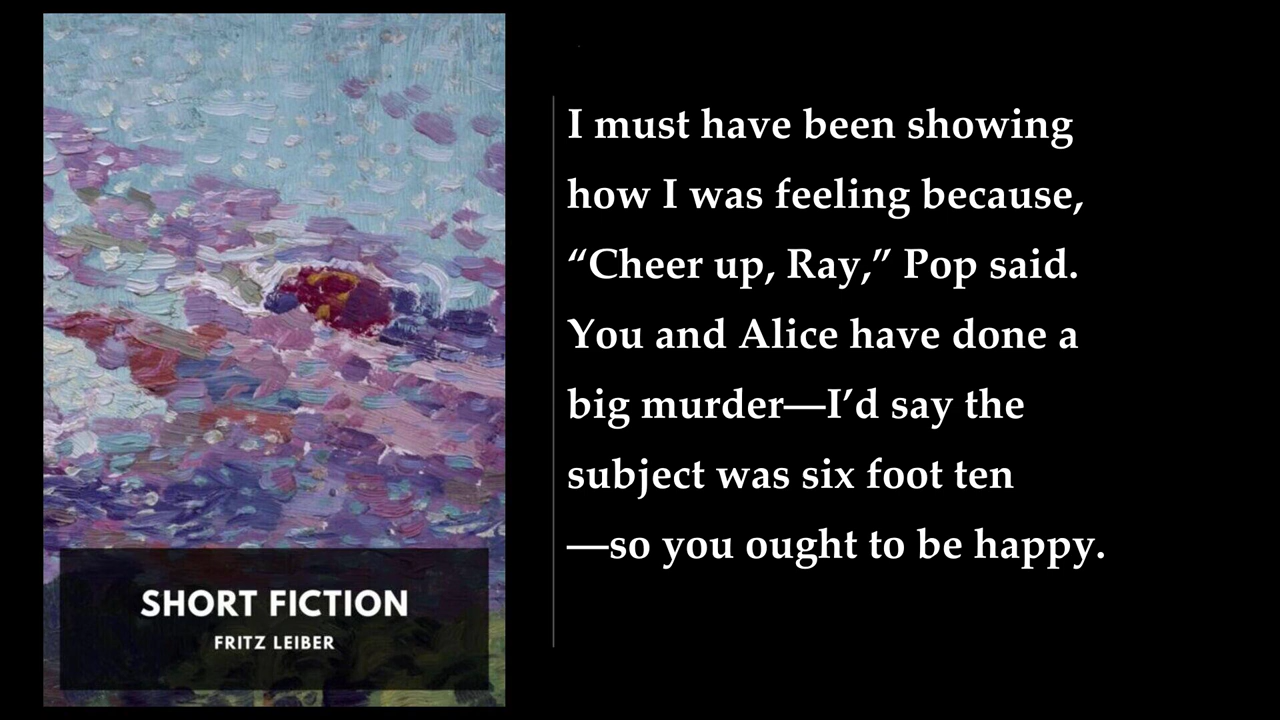 SHORT FICTION
FRITZ LEIBER
I must have been showing
how I was feeling because,
“Cheer up, Ray,” Pop said.
You and Alice have done a
big murder—I’d say the
subject was six foot ten
—so you ought to be happy.